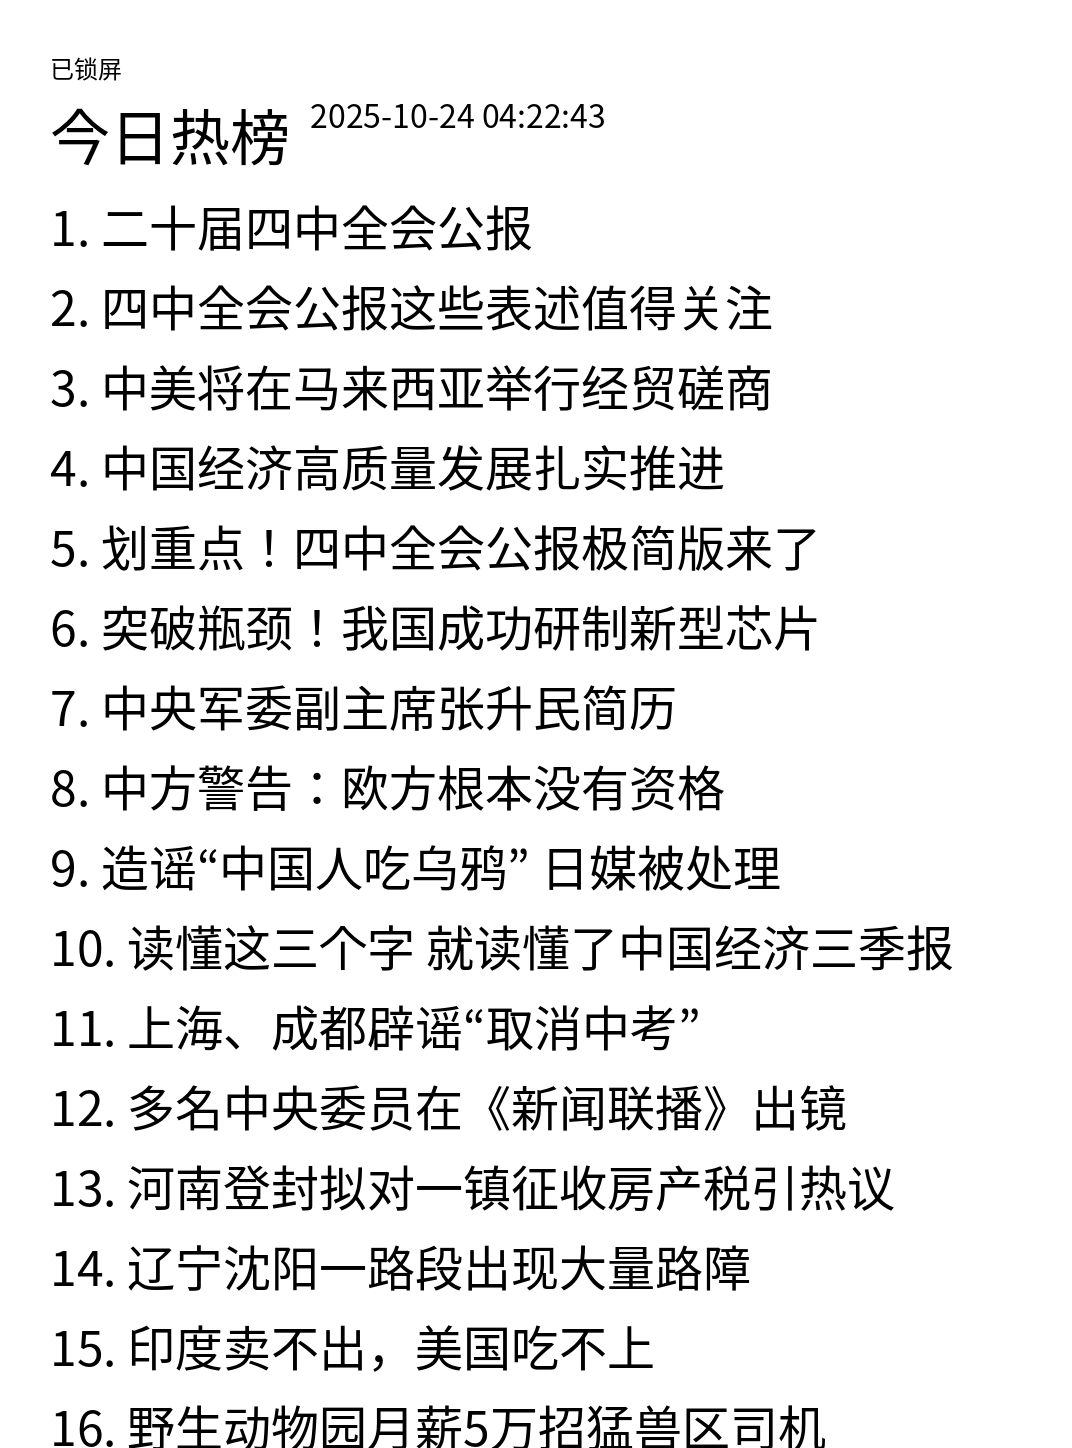 已锁屏
今日热榜 2025-10-24 04:22:43
1. 二十届四中全会公报
2. 四中全会公报这些表述值得关注
3. 中美将在马来西亚举行经贸磋商
4. 中国经济高质量发展扎实推进
5. 划重点！四中全会公报极简版来了
6. 突破瓶颈！我国成功研制新型芯片
7. 中央军委副主席张升民简历
8. 中方警告：欧方根本没有资格
9. 造谣“中国人吃乌鸦” 日媒被处理
10. 读懂这三个字 就读懂了中国经济三季报
11. 上海、成都辟谣“取消中考”
12. 多名中央委员在《新闻联播》出镜
13. 河南登封拟对一镇征收房产税引热议
14. 辽宁沈阳一路段出现大量路障
15. 印度卖不出，美国吃不上
16. 野生动物园月薪5万招猛兽区司机